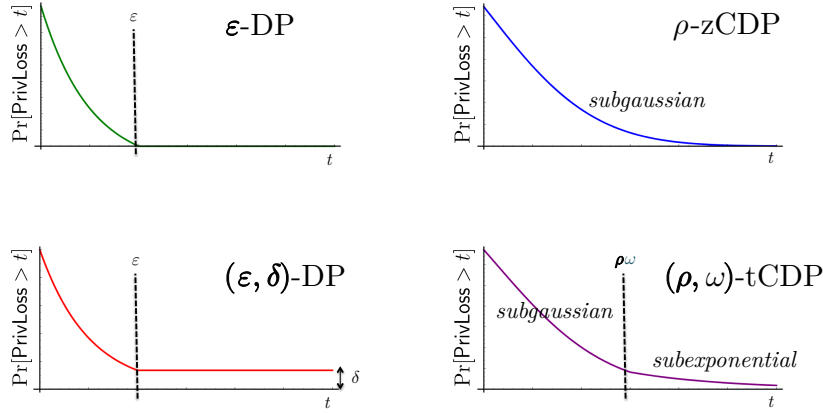 ε
ε-DP
Pr[PrivLoss > t]
t
ρ-zCDP
Pr[PrivLoss > t]
subgaussian
t
ε
(ε, δ)-DP
Pr[PrivLoss > t]
δ
t
ρω
(ρ, ω)-tCDP
Pr[PrivLoss > t]
subgaussian
subexponential
t